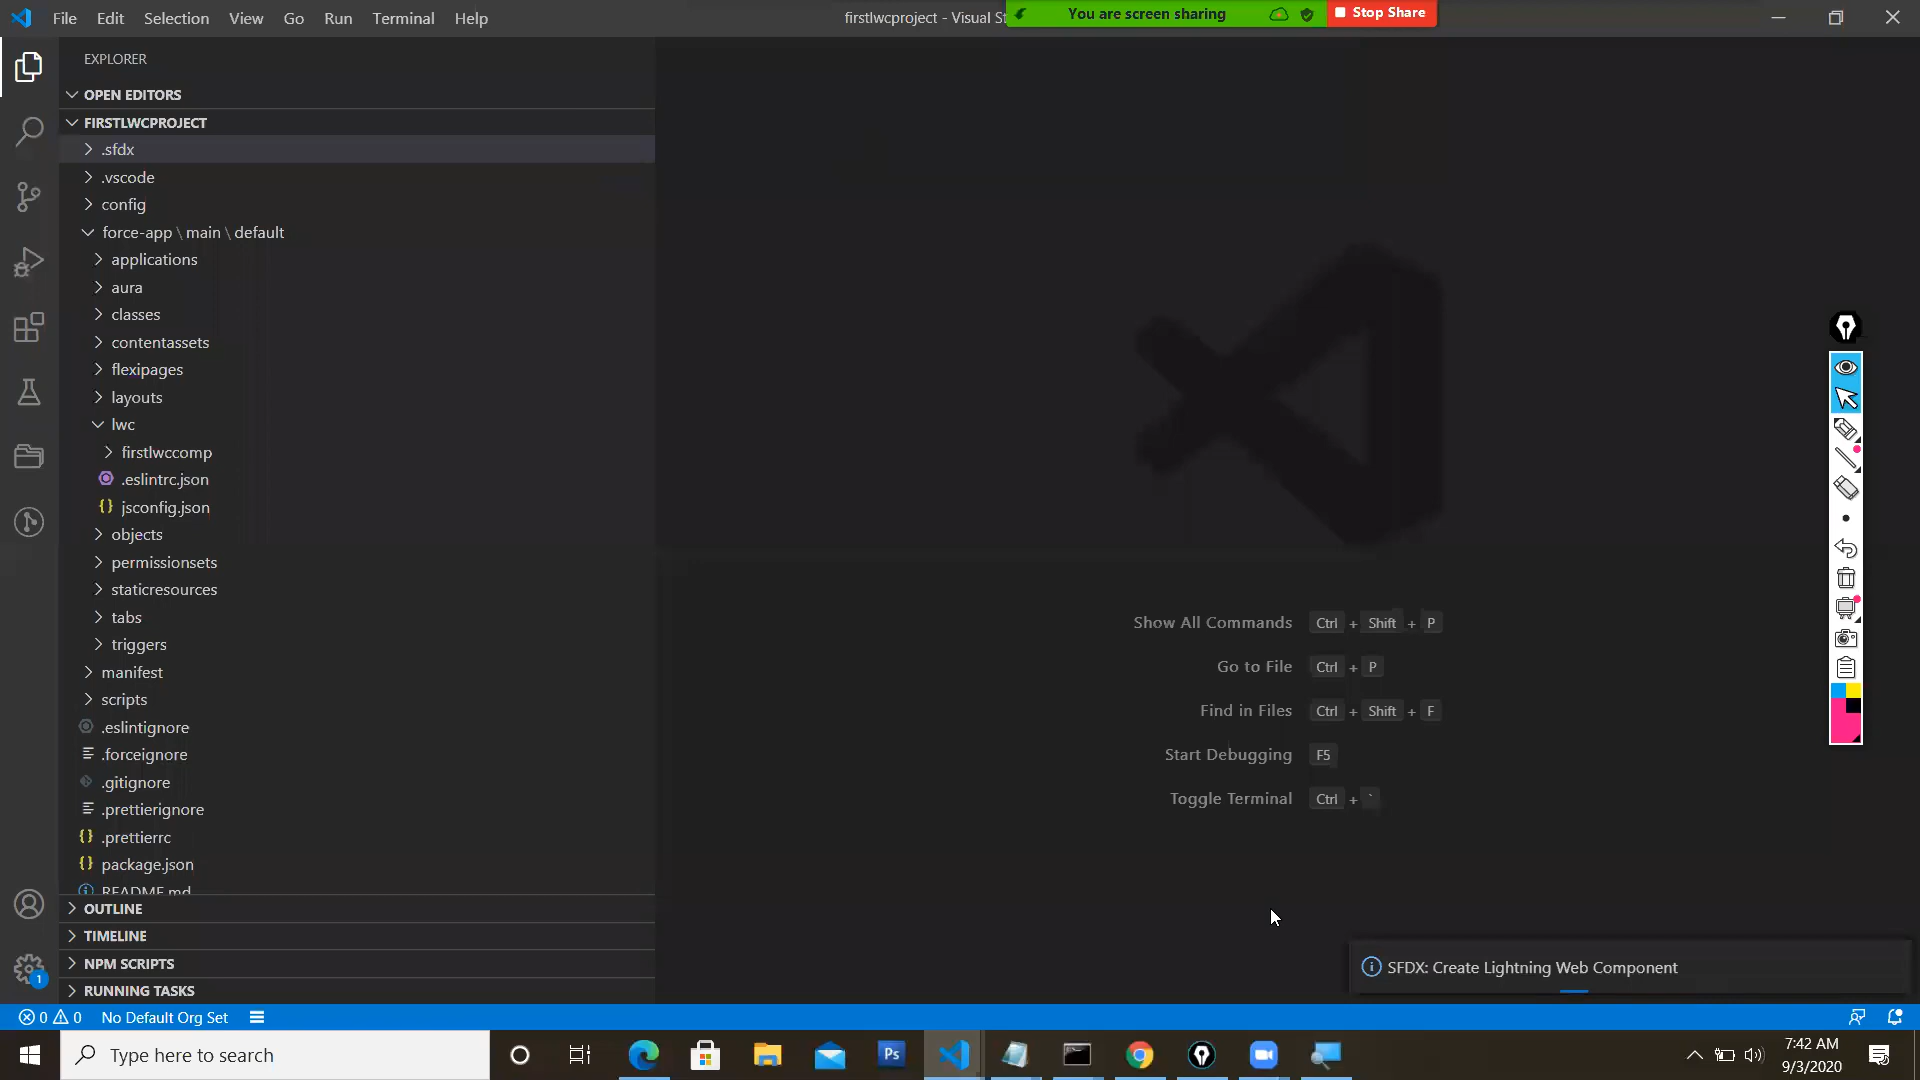 File Edit Selection View Go Run Terminal Help
firstlwcproject - Visual St
You are screen sharing
Stop Share
EXPLORER
OPEN EDITORS
FIRSTLWCPROJECT
.sfdx
.vscode
config
force-app \ main \ default
applications
aura
classes
contentassets
flexipages
layouts
lwc
firstlwccomp
.eslintrc.json
{} jsconfig.json
objects
permissionsets
staticresources
tabs
triggers
manifest
scripts
.eslintignore
.forceignore
.gitignore
.prettierignore
{} .prettierrc
{} package.json
README.md
OUTLINE
TIMELINE
NPM SCRIPTS
RUNNING TASKS
Show All Commands Ctrl + Shift + P
Go to File Ctrl + P
Find in Files Ctrl + Shift + F
Start Debugging F5
Toggle Terminal Ctrl + `
SFDX: Create Lightning Web Component
1
0 0 No Default Org Set
Type here to search
Ps
7:42 AM
9/3/2020